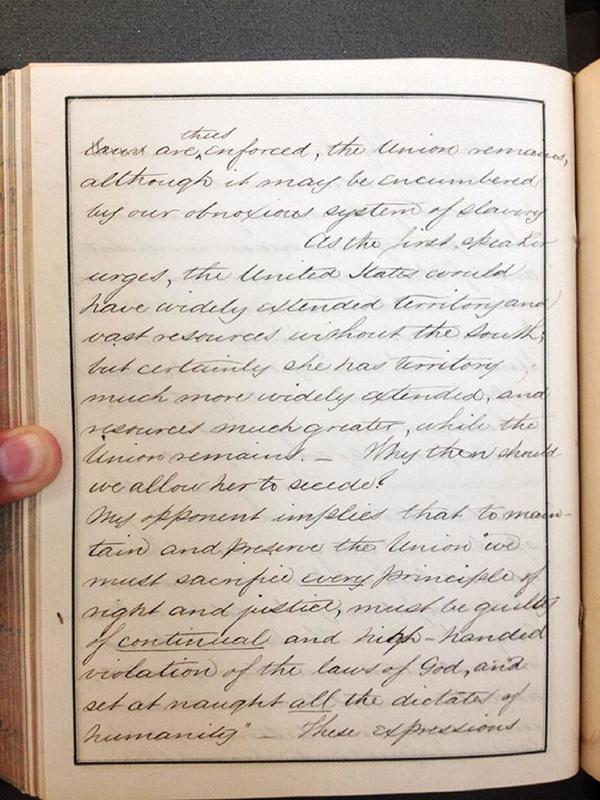 thus
laws are, enforced, the Union remains,
although it may be encumbered
by our obnoxious system of slavery
As the first speaker
urges, the United States would
have widely extended territory and
vast resources without the South;
but certainly she has territory
much more widely extended, and
resources much greater, while the
Union remains. — Why then should
we allow her to secede?
My opponent implies that to main-
tain and preserve the Union "we
must sacrifice every principle of
right and justice, must be guilty
of continual and high-handed
violation of the laws of God, and
set at naught all the dictates of
humanity" — These expressions